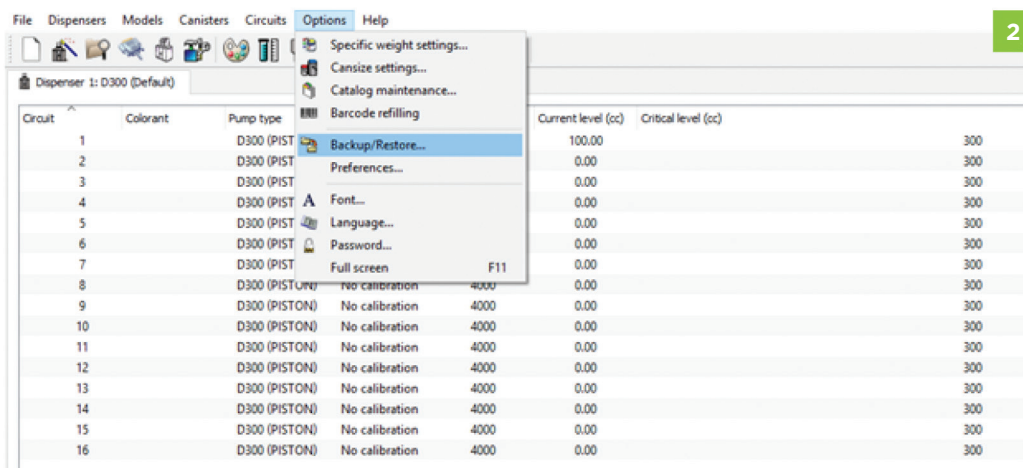 File Dispensers Models Canisters Circuits Options Help
2
Specific weight settings...
Cansize settings...
Catalog maintenance...
Barcode refilling
Backup/Restore...
Preferences...
A Font...
Language...
Password...
Full screen F11
Dispenser 1: D300 (Default)
Circuit Colorant Pump type Current level (cc) Critical level (cc)
1 D300 (PIST 100.00 300
2 D300 (PIST 0.00 300
3 D300 (PIST 0.00 300
4 D300 (PIST 0.00 300
5 D300 (PIST 0.00 300
6 D300 (PIST 0.00 300
7 D300 (PIST 0.00 300
8 D300 (PISTON) No calibration 4000 0.00 300
9 D300 (PISTON) No calibration 4000 0.00 300
10 D300 (PISTON) No calibration 4000 0.00 300
11 D300 (PISTON) No calibration 4000 0.00 300
12 D300 (PISTON) No calibration 4000 0.00 300
13 D300 (PISTON) No calibration 4000 0.00 300
14 D300 (PISTON) No calibration 4000 0.00 300
15 D300 (PISTON) No calibration 4000 0.00 300
16 D300 (PISTON) No calibration 4000 0.00 300